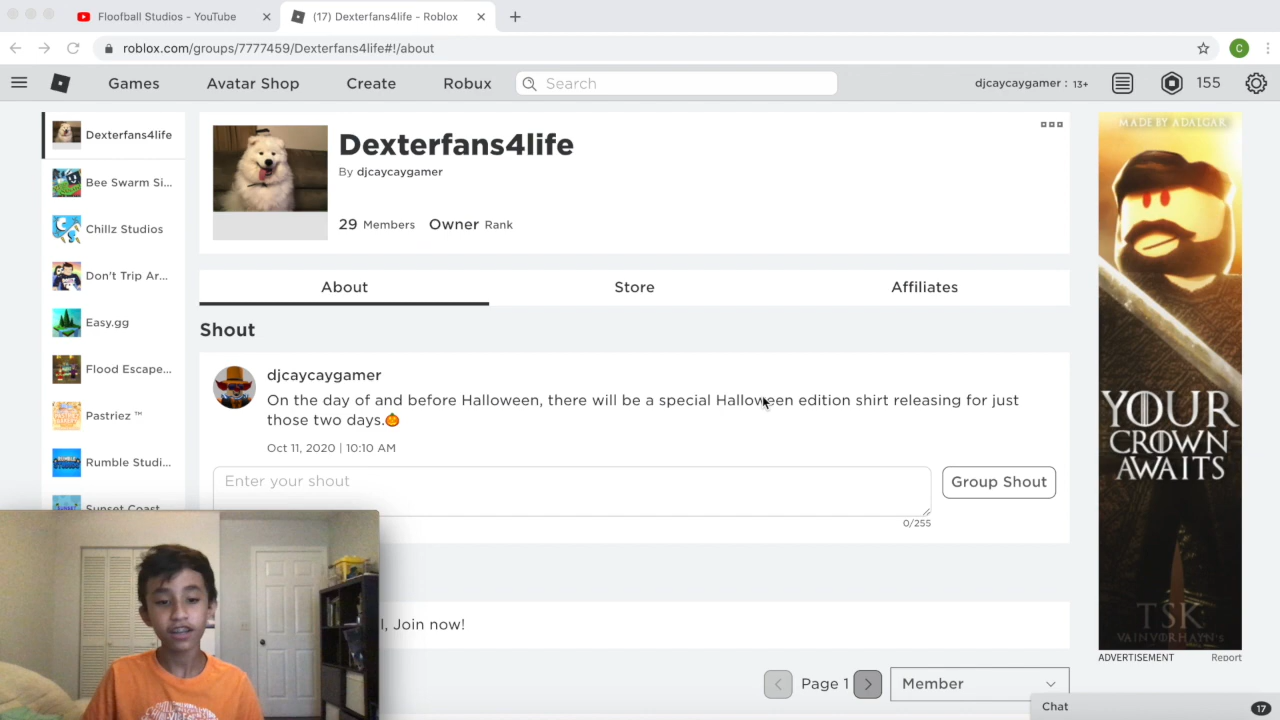 Floofball Studios - YouTube
(17) Dexterfans4life - Roblox
roblox.com/groups/7777459/Dexterfans4life#!/about
C
Games Avatar Shop Create Robux Search djcaycaygamer : 13+ 155
Dexterfans4life
Bee Swarm Si...
Chillz Studios
Don't Trip Ar...
Easy.gg
Flood Escape...
Pastriez ™
Rumble Studi...
Sunset Coast
Dexterfans4life
By djcaycaygamer
29 Members Owner Rank
About Store Affiliates
Shout
djcaycaygamer
On the day of and before Halloween, there will be a special Halloween edition shirt releasing for just
those two days.🎃
Oct 11, 2020 | 10:10 AM
Enter your shout
Group Shout
0/255
l, Join now!
Page 1
Member
MADE BY ADALGAR
YOUR
CROWN
AWAITS
TSK
VAINVORHAYN's
ADVERTISEMENT Report
Chat 17